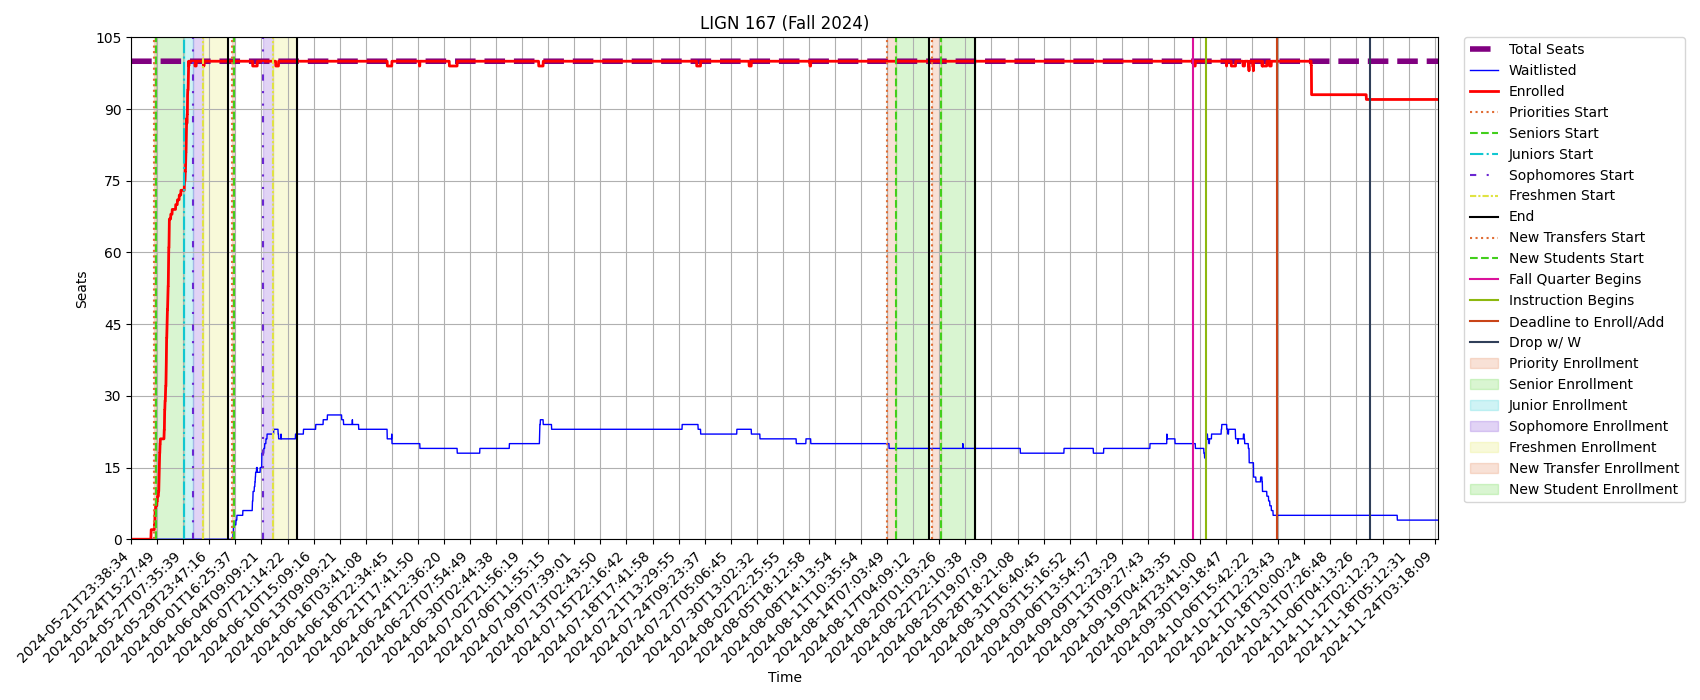 LIGN 167 (Fall 2024)
105
90
75
60
45
30
15
0
Seats
2024-05-21T23:38:34
2024-05-24T15:27:49
2024-05-27T07:35:39
2024-05-29T23:47:16
2024-06-01T16:25:37
2024-06-04T09:09:21
2024-06-07T21:14:22
2024-06-10T15:09:16
2024-06-13T09:09:21
2024-06-16T03:41:08
2024-06-18T22:34:45
2024-06-21T17:41:50
2024-06-24T12:36:20
2024-06-27T07:54:49
2024-06-30T02:44:38
2024-07-02T21:56:19
2024-07-06T11:55:15
2024-07-09T07:39:01
2024-07-13T02:43:50
2024-07-15T22:16:42
2024-07-18T17:41:58
2024-07-21T13:29:55
2024-07-24T09:23:37
2024-07-27T05:06:45
2024-07-30T13:02:32
2024-08-02T22:25:55
2024-08-05T18:12:58
2024-08-08T14:13:54
2024-08-11T10:35:54
2024-08-14T07:03:49
2024-08-17T04:09:12
2024-08-20T01:03:26
2024-08-22T22:10:38
2024-08-25T19:07:09
2024-08-28T18:21:08
2024-08-31T16:40:45
2024-09-03T15:16:52
2024-09-06T13:54:57
2024-09-09T12:23:29
2024-09-13T09:27:43
2024-09-19T04:43:35
2024-09-24T23:41:00
2024-09-30T19:18:47
2024-10-06T15:42:22
2024-10-12T12:23:43
2024-10-18T10:00:24
2024-10-31T07:26:48
2024-11-06T04:13:26
2024-11-12T02:12:23
2024-11-18T05:12:31
2024-11-24T03:18:09
Time
Total Seats
Waitlisted
Enrolled
Priorities Start
Seniors Start
Juniors Start
Sophomores Start
Freshmen Start
End
New Transfers Start
New Students Start
Fall Quarter Begins
Instruction Begins
Deadline to Enroll/Add
Drop w/ W
Priority Enrollment
Senior Enrollment
Junior Enrollment
Sophomore Enrollment
Freshmen Enrollment
New Transfer Enrollment
New Student Enrollment